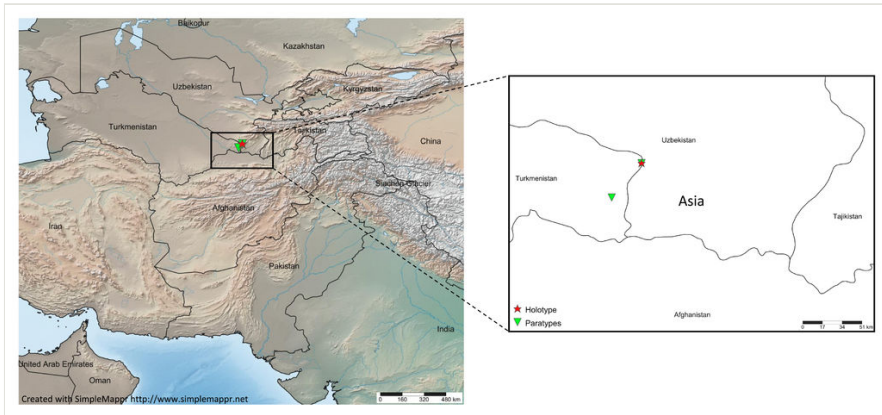 Baikodur
Kazakhstan
Uzbekistan
Kyrgyzstan
Turkmenistan
Tajikistan
China
Siachen Glacier
Afghanistan
Iran
Pakistan
India
United Arab Emirates
Oman
Created with SimpleMappr http://www.simplemappr.net
0 160 320 480 km
Uzbekistan
Turkmenistan
Asia
Tajikistan
Holotype
Paratypes
Afghanistan
0 17 34 51 km